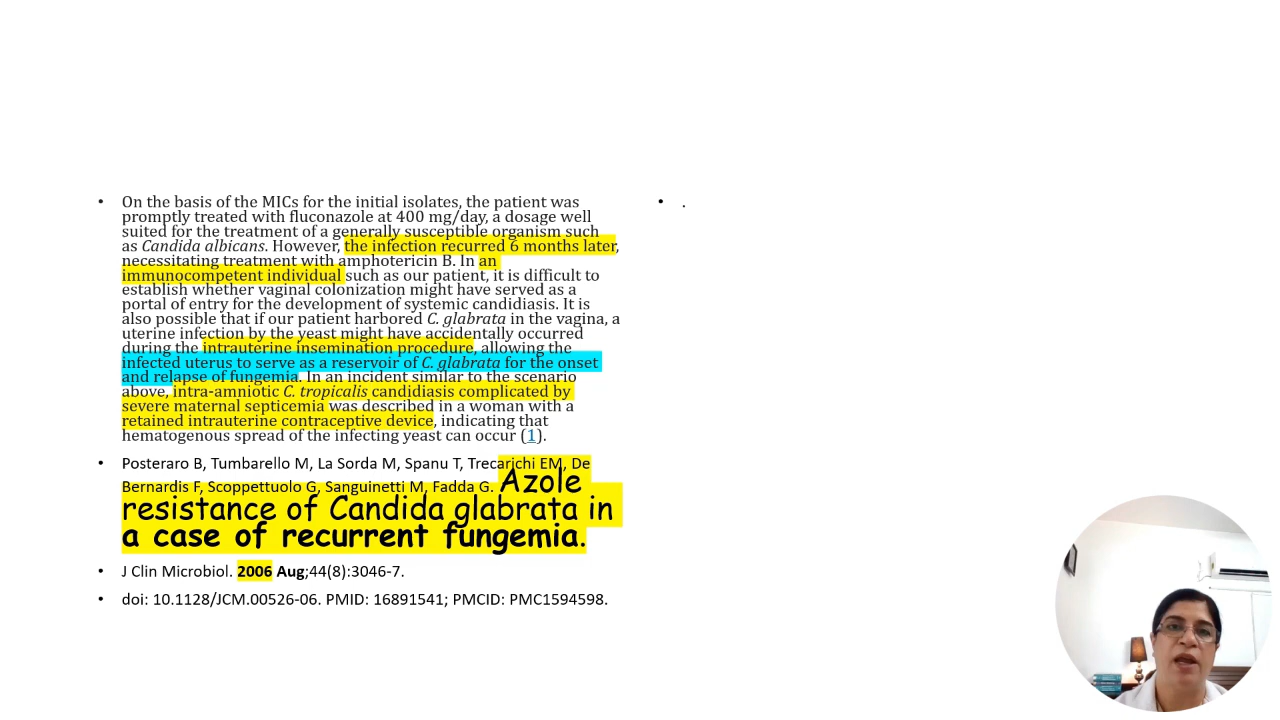 • On the basis of the MICs for the initial isolates, the patient was
promptly treated with fluconazole at 400 mg/day, a dosage well
suited for the treatment of a generally susceptible organism such
as Candida albicans. However, the infection recurred 6 months later,
necessitating treatment with amphotericin B. In an
immunocompetent individual such as our patient, it is difficult to
establish whether vaginal colonization might have served as a
portal of entry for the development of systemic candidiasis. It is
also possible that if our patient harbored C. glabrata in the vagina, a
uterine infection by the yeast might have accidentally occurred
during the intrauterine insemination procedure, allowing the
infected uterus to serve as a reservoir of C. glabrata for the onset
and relapse of fungemia. In an incident similar to the scenario
above, intra-amniotic C. tropicalis candidiasis complicated by
severe maternal septicemia was described in a woman with a
retained intrauterine contraceptive device, indicating that
hematogenous spread of the infecting yeast can occur (1).
• Posteraro B, Tumbarello M, La Sorda M, Spanu T, Trecarichi EM, De
Bernardis F, Scoppettuolo G, Sanguinetti M, Fadda G. Azole
resistance of Candida glabrata in
a case of recurrent fungemia.
• J Clin Microbiol. 2006 Aug;44(8):3046-7.
• doi: 10.1128/JCM.00526-06. PMID: 16891541; PMCID: PMC1594598.
• .